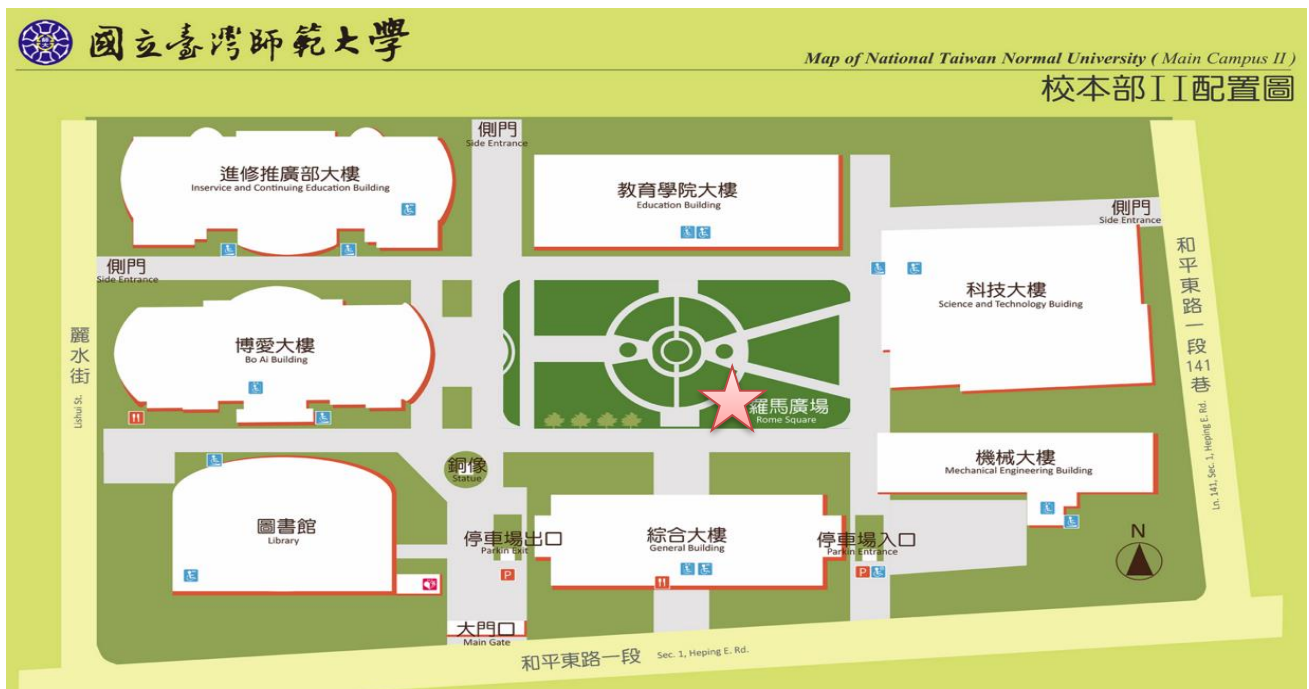 國立臺灣師範大學
Map of National Taiwan Normal University ( Main Campus II )
校本部II配置圖
側門
Side Entrance
進修推廣部大樓
Inservice and Continuing Education Building
教育學院大樓
Education Building
側門
Side Entrance
側門
Side Entrance
科技大樓
Science and Technology Buiding
和平東路一段141巷
Ln. 141, Sec. 1, Heping E. Rd.
麗水街
Lishui St.
博愛大樓
Bo Ai Building
羅馬廣場
Rome Square
銅像
Statue
機械大樓
Mechanical Engineering Building
圖書館
Library
停車場出口
Parkin Exit
P
綜合大樓
General Building
停車場入口
Parkin Entrance
P
N
大門口
Main Gate
和平東路一段 Sec. 1, Heping E. Rd.